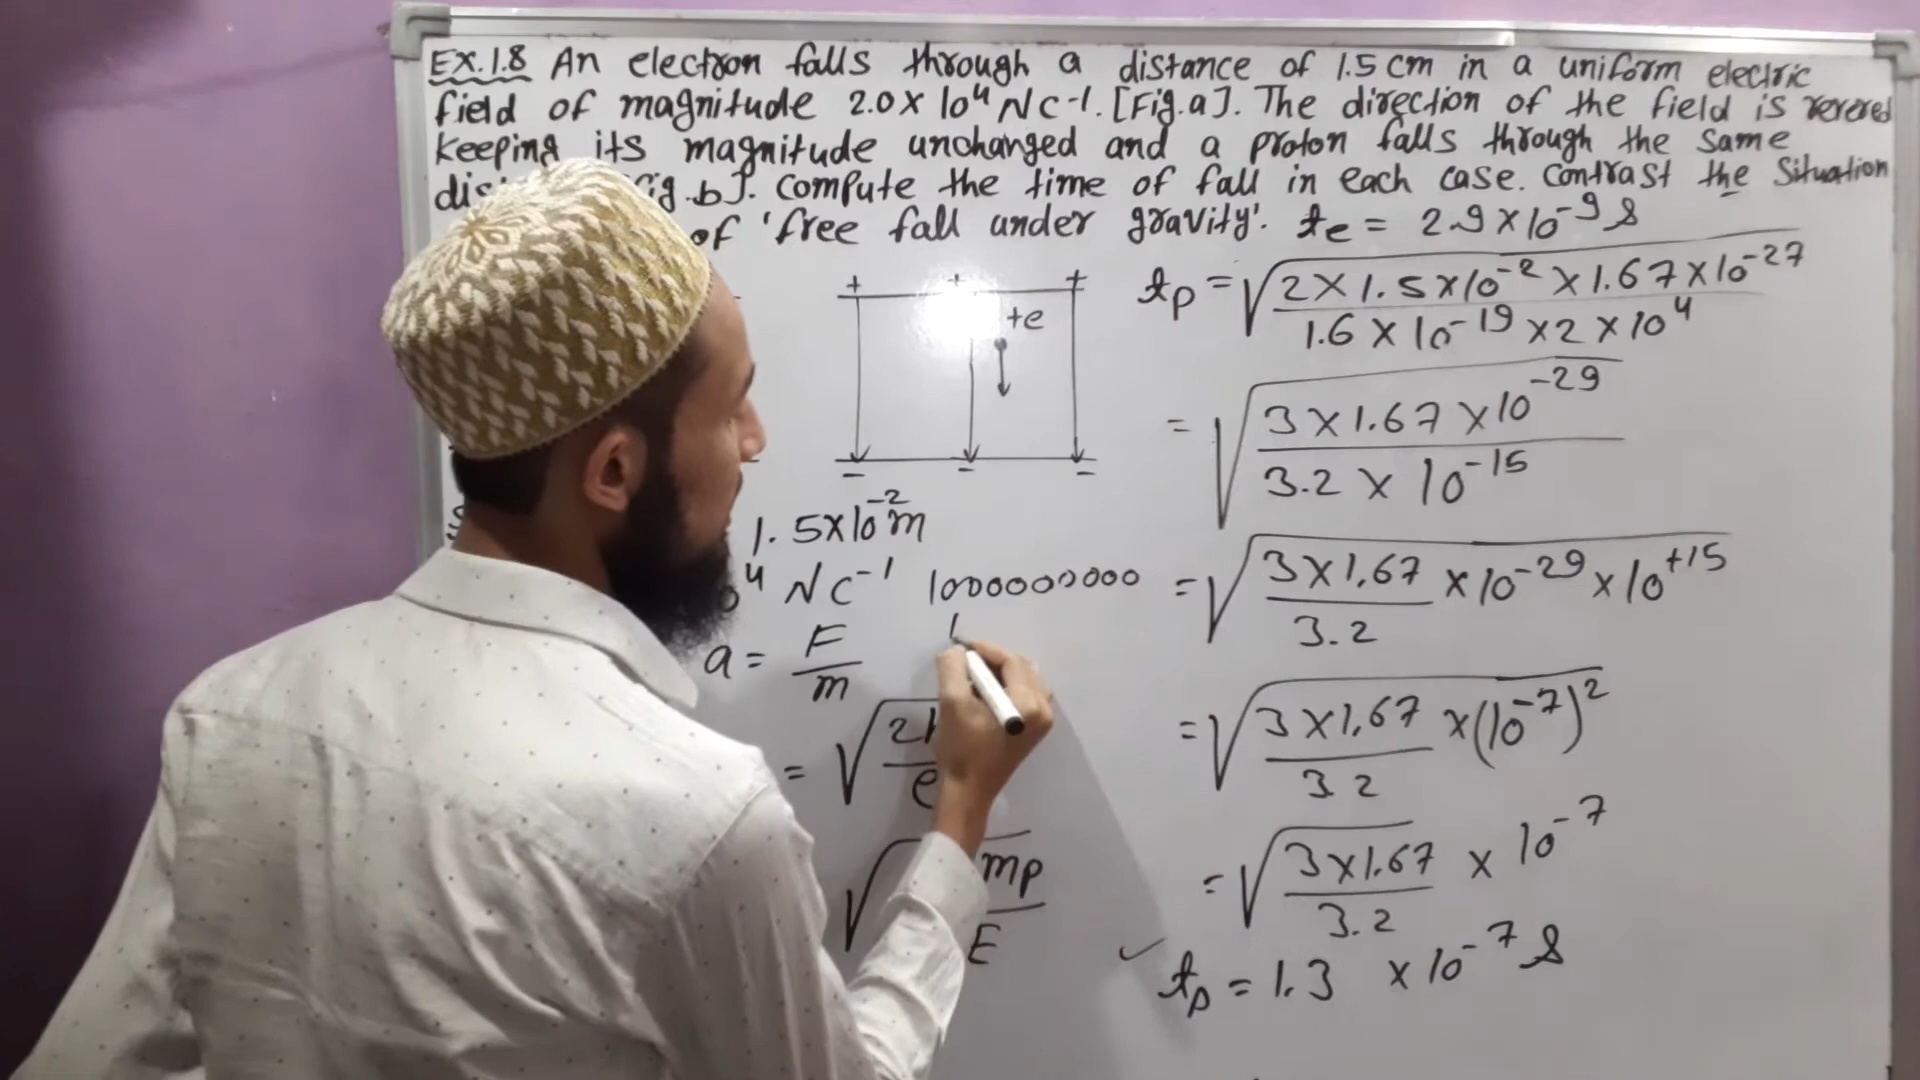 EX.1.8 An electron falls through a distance of 1.5 cm in a uniform electric
field of magnitude 2.0 x 10⁴ N C⁻¹. [Fig.a]. The direction of the field is revered
keeping its magnitude unchanged and a proton falls through the same
ig.b]. Compute the time of fall in each case. Contrast the Situation
of 'free fall under gravity'. te = 2.9 x 10⁻⁹ s
+ + +
+e
- - -
1.5x10⁻² m
⁴ N C⁻¹ 1000000000
a = F/m
= √2h
e
√ mp
E
tp = √(2 x 1.5 x 10⁻² x 1.67 x 10⁻²⁷ / 1.6 x 10⁻¹⁹ x 2 x 10⁴)
= √(3 x 1.67 x 10⁻²⁹ / 3.2 x 10⁻¹⁵)
= √(3 x 1.67 / 3.2 x 10⁻²⁹ x 10⁺¹⁵)
= √(3 x 1.67 / 3.2 x (10⁻⁷)²)
= √(3 x 1.67 / 3.2) x 10⁻⁷
tp = 1.3 x 10⁻⁷ s